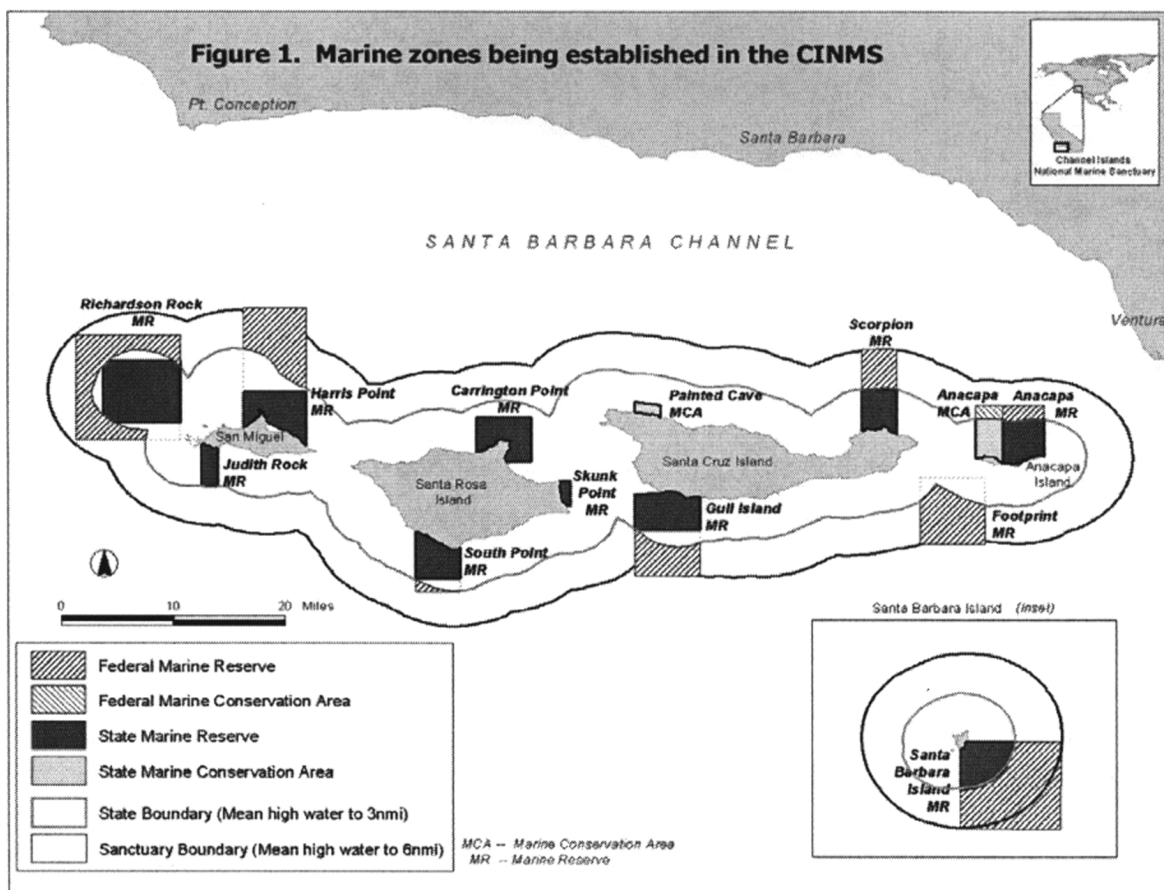 Figure 1. Marine zones being established in the CINMS
Pt. Conception
Santa Barbara
Channel Islands
National Marine Sanctuary
SANTA BARBARA CHANNEL
Ventura
Richardson Rock
MR
Harris Point
MR
San Miguel
Judith Rock
MR
Carrington Point
MR
Santa Rosa
Island
Skunk
Point
MR
South Point
MR
Painted Cave
MCA
Santa Cruz Island
Gull Island
MR
Scorpion
MR
Anacapa
MCA
Anacapa
MR
Anacapa
Island
Footprint
MR
0 10 20 Miles
Santa Barbara Island (inset)
Santa
Barbara
Island
MR
Federal Marine Reserve
Federal Marine Conservation Area
State Marine Reserve
State Marine Conservation Area
State Boundary (Mean high water to 3nmi)
Sanctuary Boundary (Mean high water to 6nmi)
MCA -- Marine Conservation Area
MR -- Marine Reserve